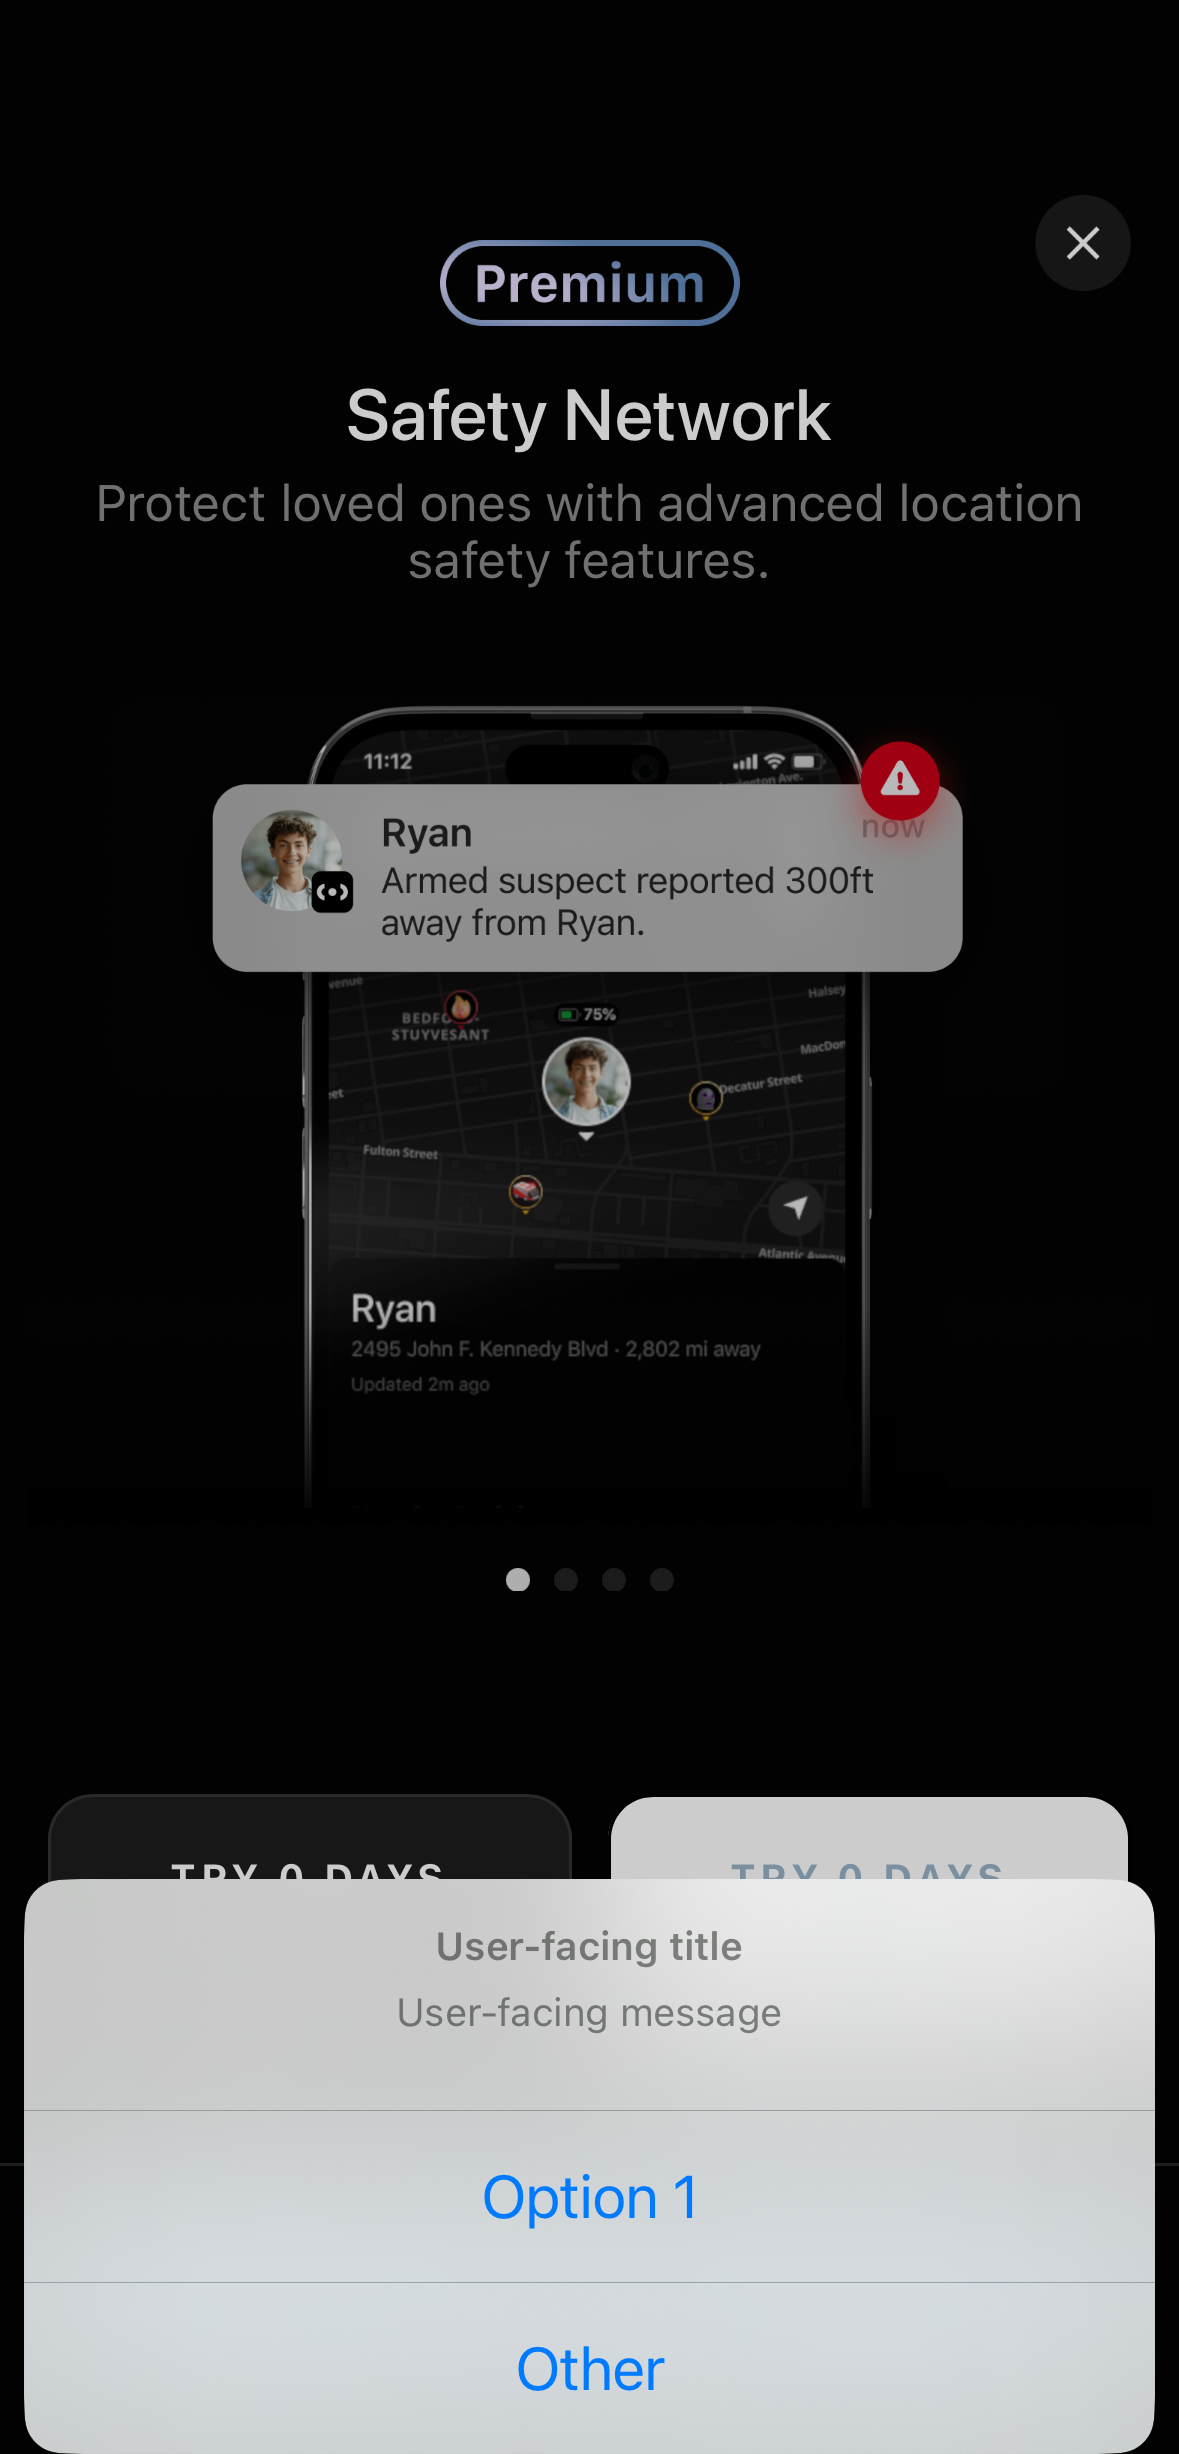 Premium
Safety Network
Protect loved ones with advanced location
safety features.
11:12
Ryan
now
Armed suspect reported 300ft
away from Ryan.
Halsey
75%
STUYVESANT
Decatur Street
Fulton Street
Atlantic Avenu
Ryan
2495 John F. Kennedy Blvd · 2,802 mi away
Updated 2m ago
TRY 0 DAYS
TRY 0 DAYS
User-facing title
User-facing message
Option 1
Other